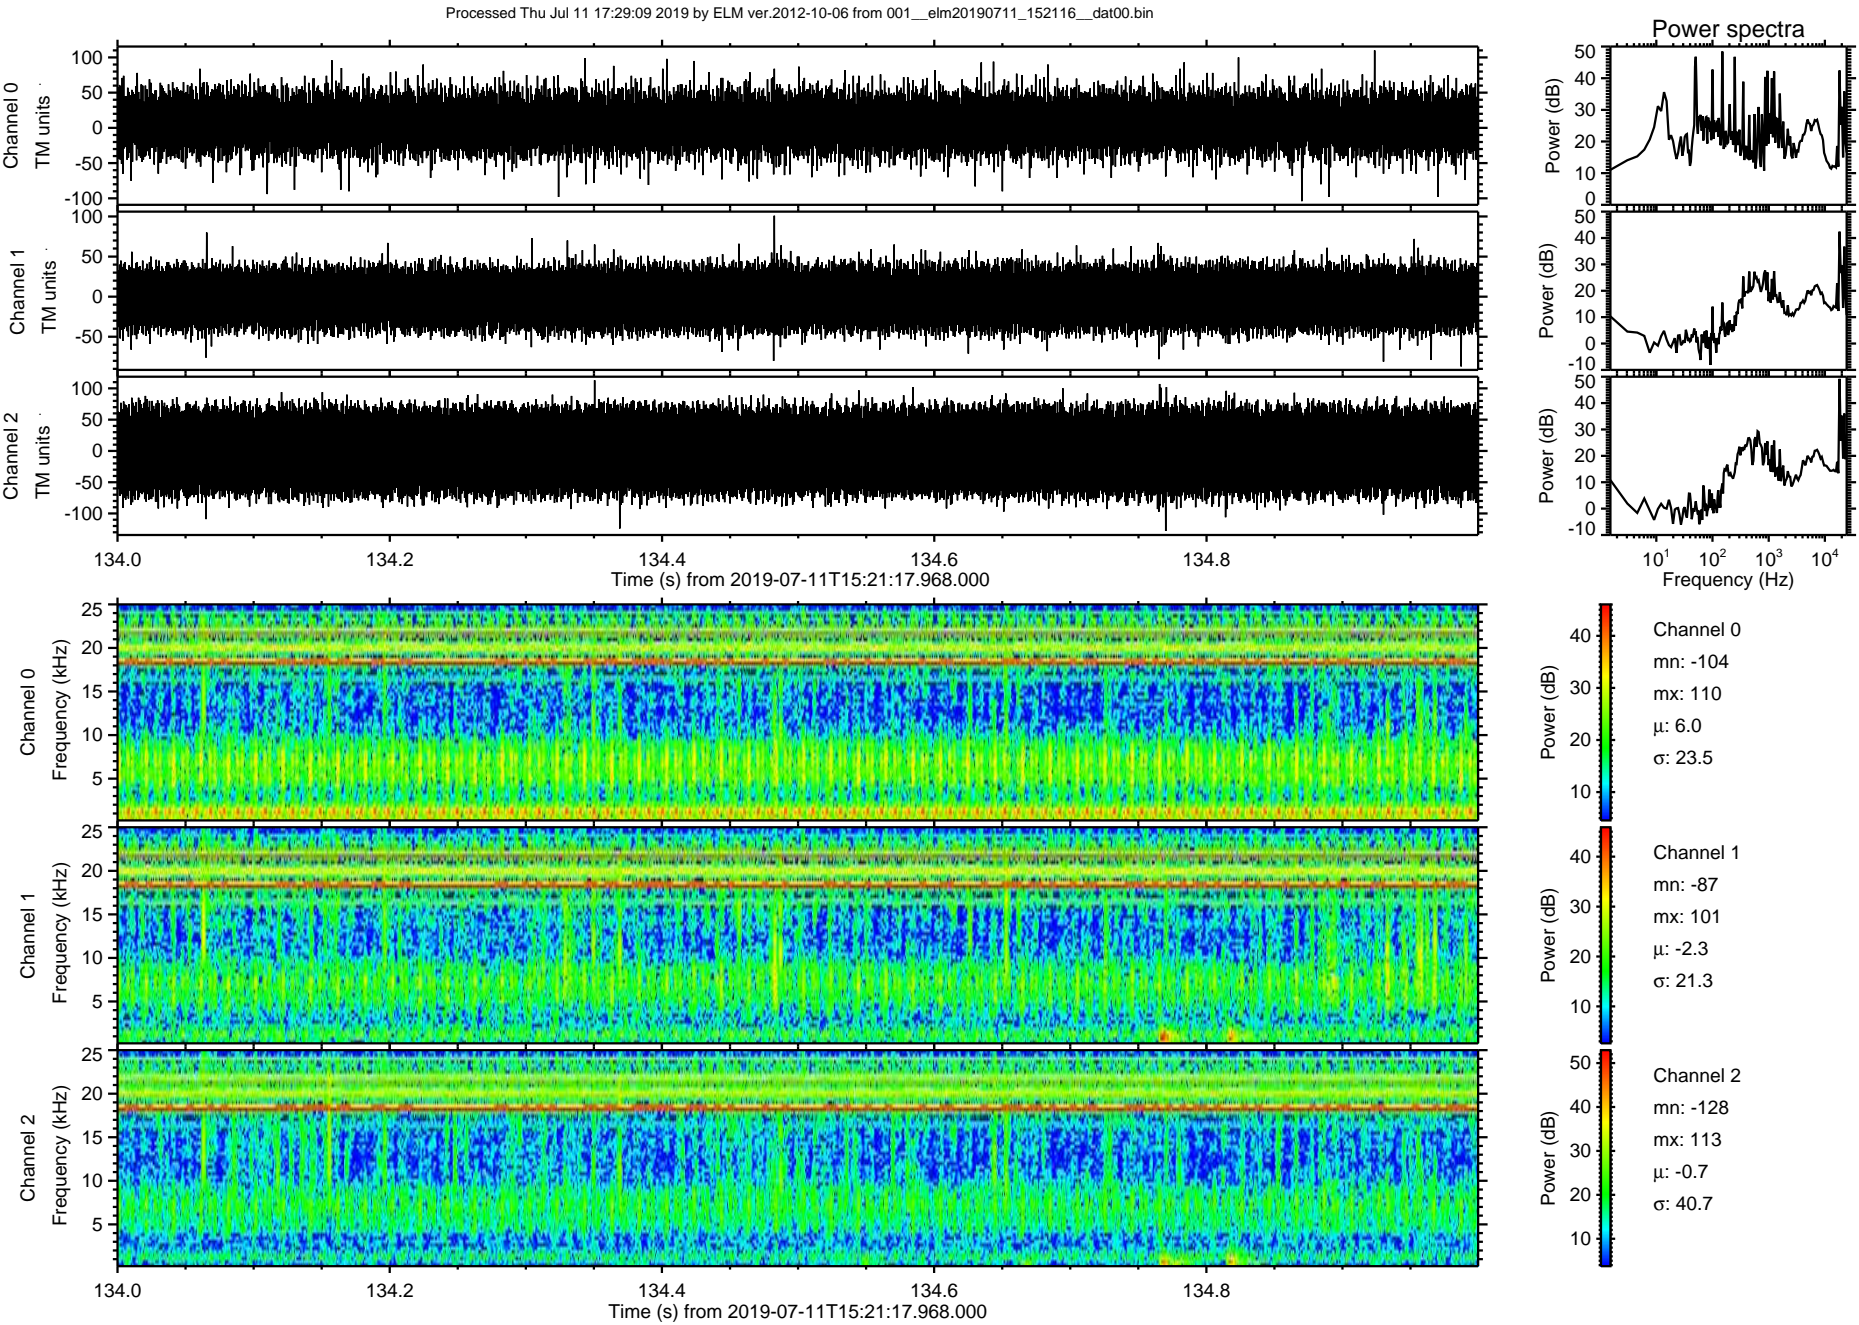 Processed Thu Jul 11 17:29:09 2019 by ELM ver.2012-10-06 from 001__elm20190711_152116__dat00.bin
Power spectra
Channel 0
TM units
100
50
0
-50
-100
Power (dB)
50
40
30
20
10
0
Channel 1
TM units
100
50
0
-50
Power (dB)
50
40
30
20
10
0
-10
Channel 2
TM units
100
50
0
-50
-100
Power (dB)
50
40
30
20
10
0
-10
134.0 134.2 134.4 134.6 134.8
Time (s) from 2019-07-11T15:21:17.968.000
10^1 10^2 10^3 10^4
Frequency (Hz)
Channel 0
Frequency (kHz)
25
20
15
10
5
Power (dB)
40
30
20
10
Channel 0
mn: -104
mx: 110
μ: 6.0
σ: 23.5
Channel 1
Frequency (kHz)
25
20
15
10
5
Power (dB)
40
30
20
10
Channel 1
mn: -87
mx: 101
μ: -2.3
σ: 21.3
Channel 2
Frequency (kHz)
25
20
15
10
5
Power (dB)
50
40
30
20
10
Channel 2
mn: -128
mx: 113
μ: -0.7
σ: 40.7
134.0 134.2 134.4 134.6 134.8
Time (s) from 2019-07-11T15:21:17.968.000